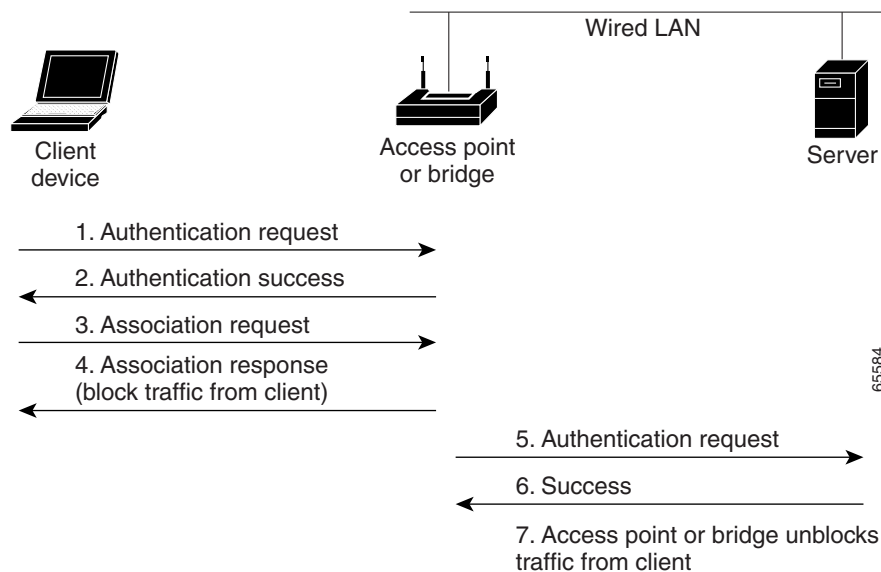 Wired LAN
Client
device
Access point
or bridge
Server
1. Authentication request
2. Authentication success
3. Association request
4. Association response
(block traffic from client)
65584
5. Authentication request
6. Success
7. Access point or bridge unblocks
traffic from client